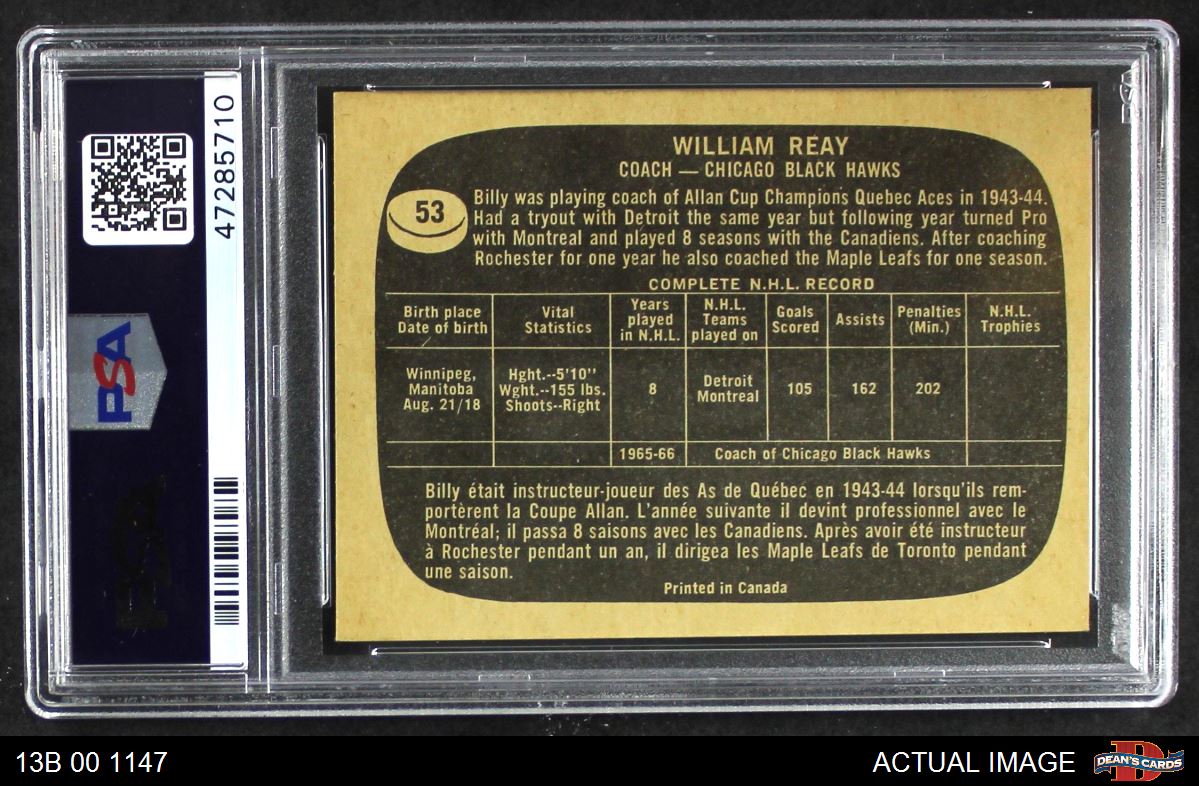 47285710
PSA
WILLIAM REAY
COACH — CHICAGO BLACK HAWKS
53
Billy was playing coach of Allan Cup Champions Quebec Aces in 1943-44.
Had a tryout with Detroit the same year but following year turned Pro
with Montreal and played 8 seasons with the Canadiens. After coaching
Rochester for one year he also coached the Maple Leafs for one season.
COMPLETE N.H.L. RECORD
Birth place
Date of birth
Vital
Statistics
Years
played
in N.H.L.
N.H.L.
Teams
played on
Goals
Scored
Assists
Penalties
(Min.)
N.H.L.
Trophies
Winnipeg,
Manitoba
Aug. 21/18
Hght.--5'10"
Wght.--155 lbs.
Shoots--Right
8
Detroit
Montreal
105
162
202
1965-66
Coach of Chicago Black Hawks
Billy était instructeur-joueur des As de Québec en 1943-44 lorsqu'ils rem-
portèrent la Coupe Allan. L'année suivante il devint professionnel avec le
Montréal; il passa 8 saisons avec les Canadiens. Après avoir été instructeur
à Rochester pendant un an, il dirigea les Maple Leafs de Toronto pendant
une saison.
Printed in Canada
13B 00 1147
ACTUAL IMAGE
DEAN'S CARDS